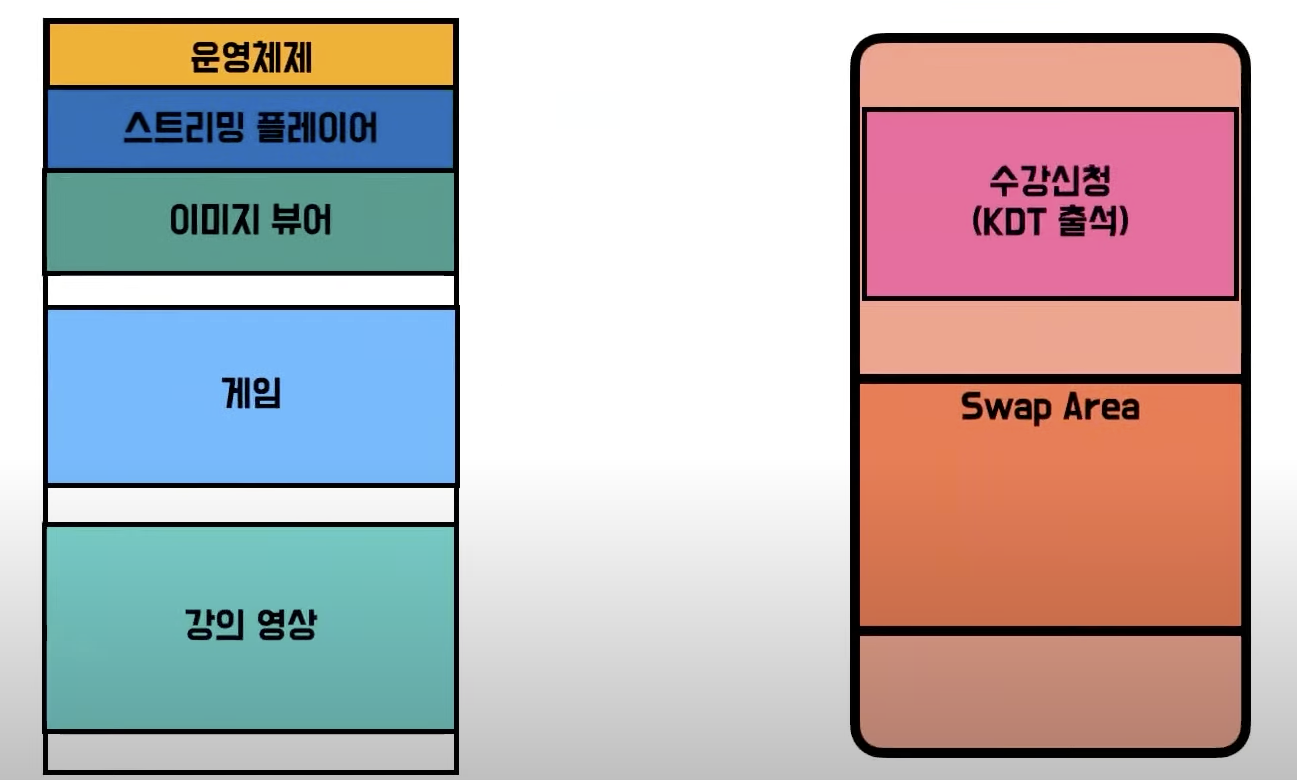 운영체제
스트리밍 플레이어
이미지 뷰어
게임
강의 영상
수강신청
(KDT 출석)
Swap Area